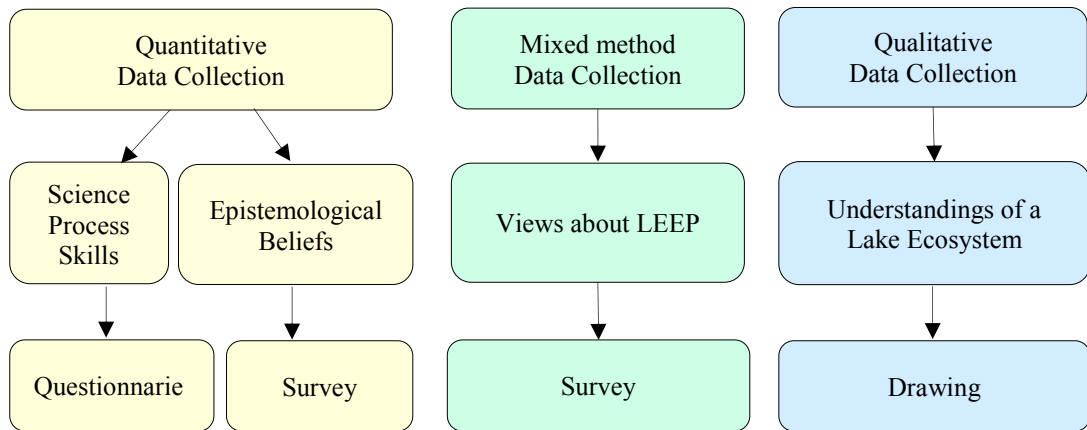 Quantitative
Data Collection
Mixed method
Data Collection
Qualitative
Data Collection
Science
Process
Skills
Epistemological
Beliefs
Views about LEEP
Understandings of a
Lake Ecosystem
Questionnarie
Survey
Survey
Drawing